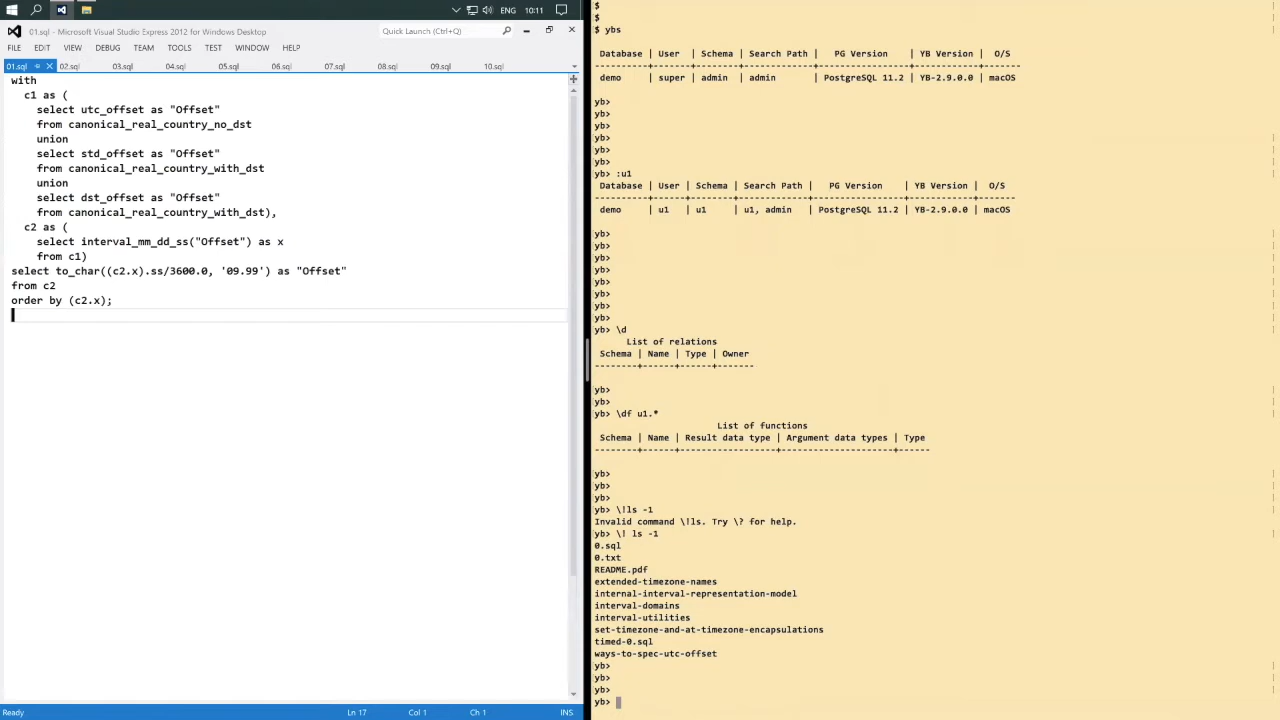 ENG 10:11
01.sql - Microsoft Visual Studio Express 2012 for Windows Desktop
Quick Launch (Ctrl+Q)
FILE EDIT VIEW DEBUG TEAM TOOLS TEST WINDOW HELP
01.sql 02.sql 03.sql 04.sql 05.sql 06.sql 07.sql 08.sql 09.sql 10.sql
with
c1 as (
select utc_offset as "Offset"
from canonical_real_country_no_dst
union
select std_offset as "Offset"
from canonical_real_country_with_dst
union
select dst_offset as "Offset"
from canonical_real_country_with_dst),
c2 as (
select interval_mm_dd_ss("Offset") as x
from c1)
select to_char((c2.x).ss/3600.0, '09.99') as "Offset"
from c2
order by (c2.x);
Ready Ln 17 Col 1 Ch 1 INS
$
$
$ ybs
Database | User | Schema | Search Path | PG Version | YB Version | O/S
----------+-------+--------+-------------+-----------------+------------+-------
demo | super | admin | admin | PostgreSQL 11.2 | YB-2.9.0.0 | macOS
yb>
yb>
yb>
yb>
yb>
yb>
yb> :u1
Database | User | Schema | Search Path | PG Version | YB Version | O/S
----------+------+--------+-------------+-----------------+------------+-------
demo | u1 | u1 | u1, admin | PostgreSQL 11.2 | YB-2.9.0.0 | macOS
yb>
yb>
yb>
yb>
yb>
yb>
yb>
yb>
yb> \d
List of relations
Schema | Name | Type | Owner
--------+------+------+-------
yb>
yb>
yb> \df u1.*
List of functions
Schema | Name | Result data type | Argument data types | Type
--------+------+------------------+---------------------+------
yb>
yb>
yb>
yb> \!ls -1
Invalid command \!ls. Try \? for help.
yb> \! ls -1
0.sql
0.txt
README.pdf
extended-timezone-names
internal-interval-representation-model
interval-domains
interval-utilities
set-timezone-and-at-timezone-encapsulations
timed-0.sql
ways-to-spec-utc-offset
yb>
yb>
yb>
yb>